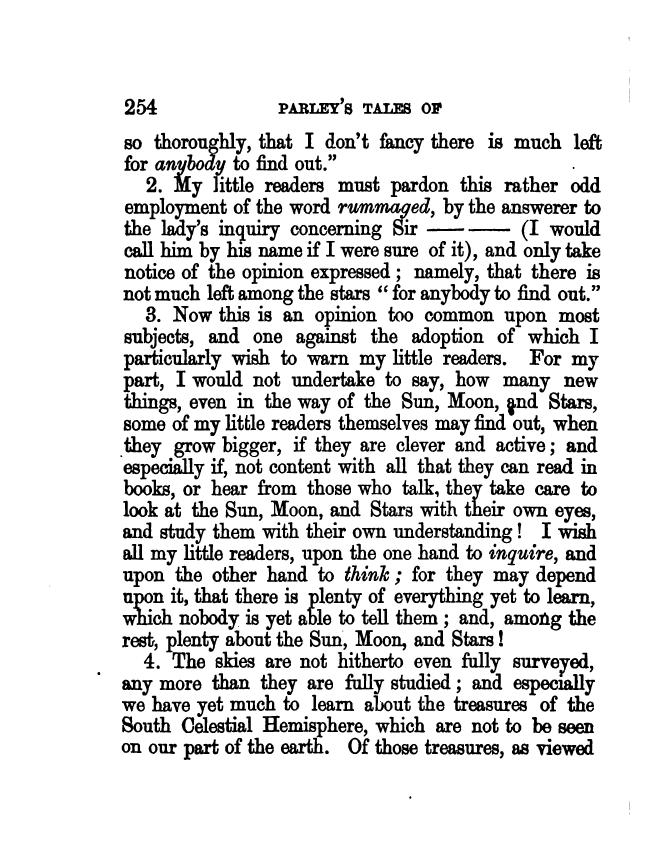 254 PARLEY'S TALES OF
so thoroughly, that I don't fancy there is much left
for anybody to find out."
2. My little readers must pardon this rather odd
employment of the word rummaged, by the answerer to
the lady's inquiry concerning Sir —— —— (I would
call him by his name if I were sure of it), and only take
notice of the opinion expressed; namely, that there is
not much left among the stars "for anybody to find out."
3. Now this is an opinion too common upon most
subjects, and one against the adoption of which I
particularly wish to warn my little readers. For my
part, I would not undertake to say, how many new
things, even in the way of the Sun, Moon, and Stars,
some of my little readers themselves may find out, when
they grow bigger, if they are clever and active; and
especially if, not content with all that they can read in
books, or hear from those who talk, they take care to
look at the Sun, Moon, and Stars with their own eyes,
and study them with their own understanding! I wish
all my little readers, upon the one hand to inquire, and
upon the other hand to think; for they may depend
upon it, that there is plenty of everything yet to learn,
which nobody is yet able to tell them; and, among the
rest, plenty about the Sun, Moon, and Stars!
4. The skies are not hitherto even fully surveyed,
any more than they are fully studied; and especially
we have yet much to learn about the treasures of the
South Celestial Hemisphere, which are not to be seen
on our part of the earth. Of those treasures, as viewed